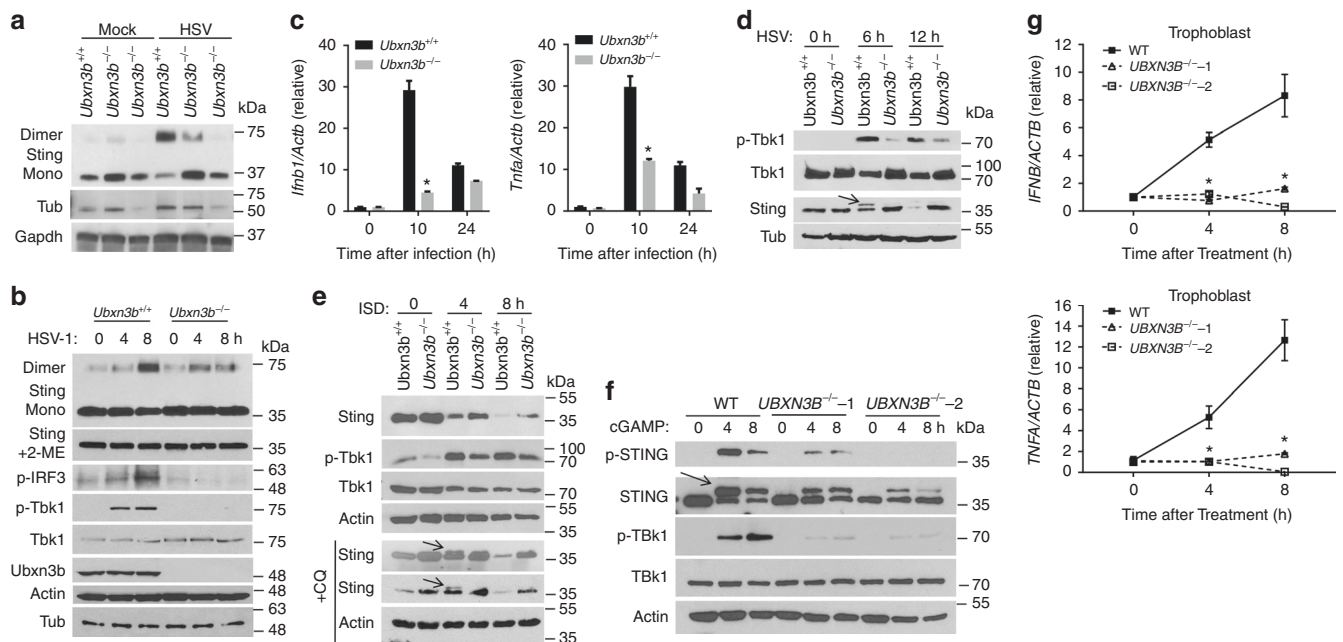 a
Mock HSV
Ubxn3b+/+ Ubxn3b−/− Ubxn3b−/− Ubxn3b+/+ Ubxn3b−/− Ubxn3b−/−
kDa
Dimer 75
Sting
Mono 37
75
Tub 50
Gapdh 37
b
Ubxn3b+/+ Ubxn3b−/−
HSV-1: 0 4 8 0 4 8 h
kDa
Dimer 75
Sting
Mono 35
Sting
+2-ME 35
p-IRF3 63
48
p-Tbk1 75
Tbk1 75
Ubxn3b 48
Actin 48
63
Tub 48
c
40
30
20
10
0
Ifnb1/Actb (relative)
Ubxn3b+/+
Ubxn3b−/−
*
0 10 24
Time after infection (h)
40
30
20
10
0
Tnfa/Actb (relative)
Ubxn3b+/+
Ubxn3b−/−
*
0 10 24
Time after infection (h)
d
HSV: 0 h 6 h 12 h
Ubxn3b+/+ Ubxn3b−/− Ubxn3b+/+ Ubxn3b−/− Ubxn3b+/+ Ubxn3b−/−
kDa
p-Tbk1 70
100
Tbk1 70
Sting 35
55
Tub
e
ISD: 0 4 8 h
Ubxn3b+/+ Ubxn3b−/− Ubxn3b+/+ Ubxn3b−/− Ubxn3b+/+ Ubxn3b−/−
kDa
55
Sting 35
100
p-Tbk1 70
Tbk1 70
55
Actin 35
+CQ
Sting 35
Sting 35
55
Actin 35
f
WT UBXN3B−/−–1 UBXN3B−/−–2
cGAMP: 0 4 8 0 4 8 0 4 8 h kDa
p-STING 35
STING 35
p-TBk1 70
TBk1 70
55
Actin
g
Trophoblast
12
10
8
6
4
2
0
IFNB/ACTB (relative)
WT
UBXN3B−/−–1
UBXN3B−/−–2
* *
0 4 8
Time after Treatment (h)
Trophoblast
16
14
12
10
8
6
4
2
0
TNFA/ACTB (relative)
WT
UBXN3B−/−–1
UBXN3B−/−–2
* *
0 4 8
Time after Treatment (h)